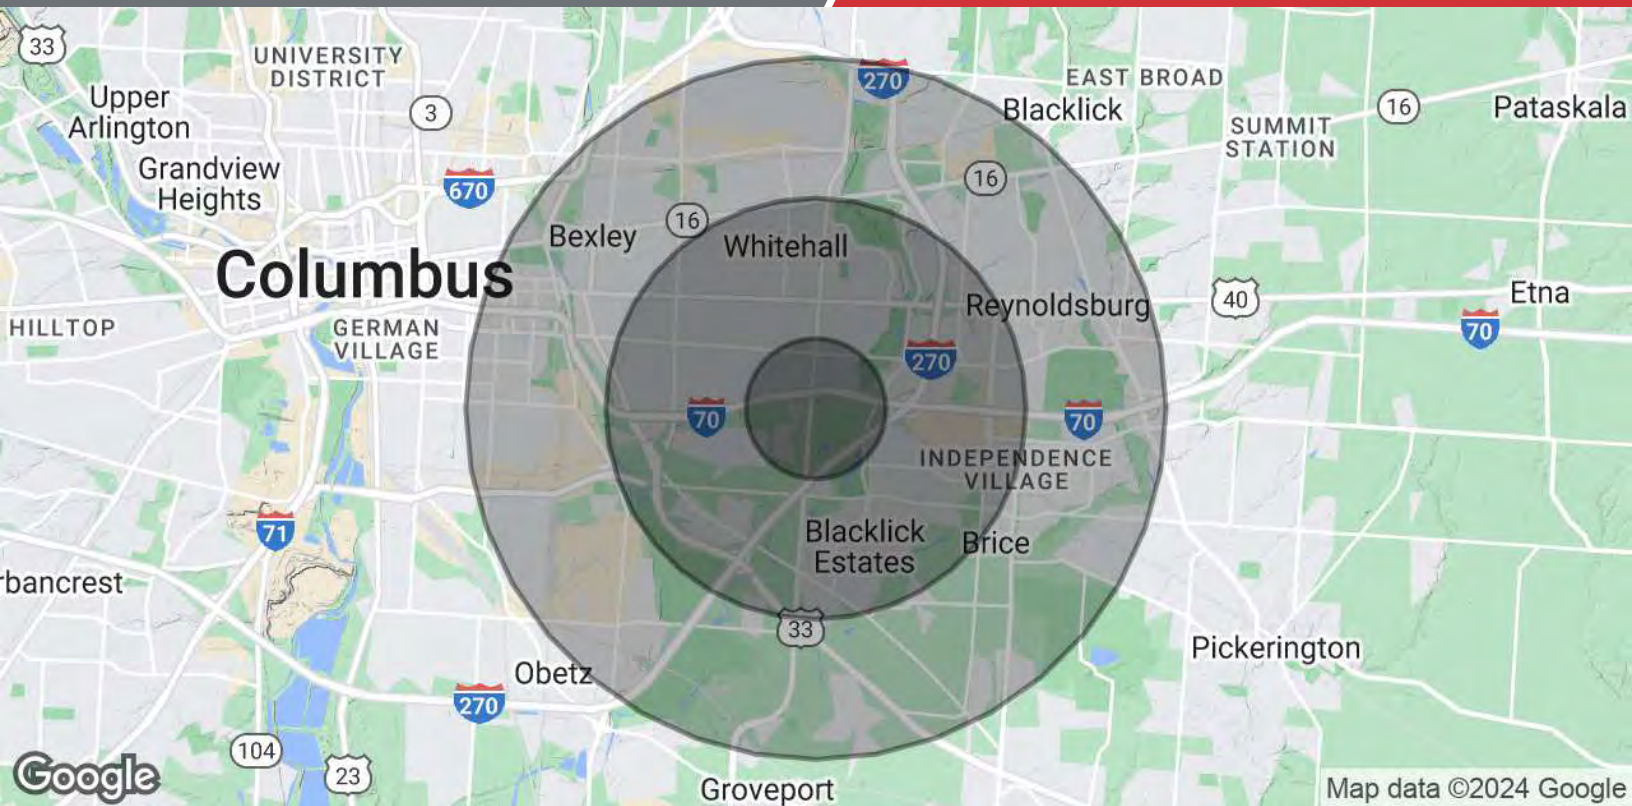 33
UNIVERSITY
DISTRICT
270
EAST BROAD
Upper
Arlington
3
Blacklick
16
Pataskala
SUMMIT
STATION
Grandview
Heights
670
16
16
Bexley
Whitehall
Columbus
Reynoldsburg
40
Etna
HILLTOP
GERMAN
VILLAGE
70
270
70
70
INDEPENDENCE
VILLAGE
71
Blacklick
Estates
Brice
rbancrest
33
Pickerington
Obetz
270
104
23
Google
Groveport
Map data ©2024 Google